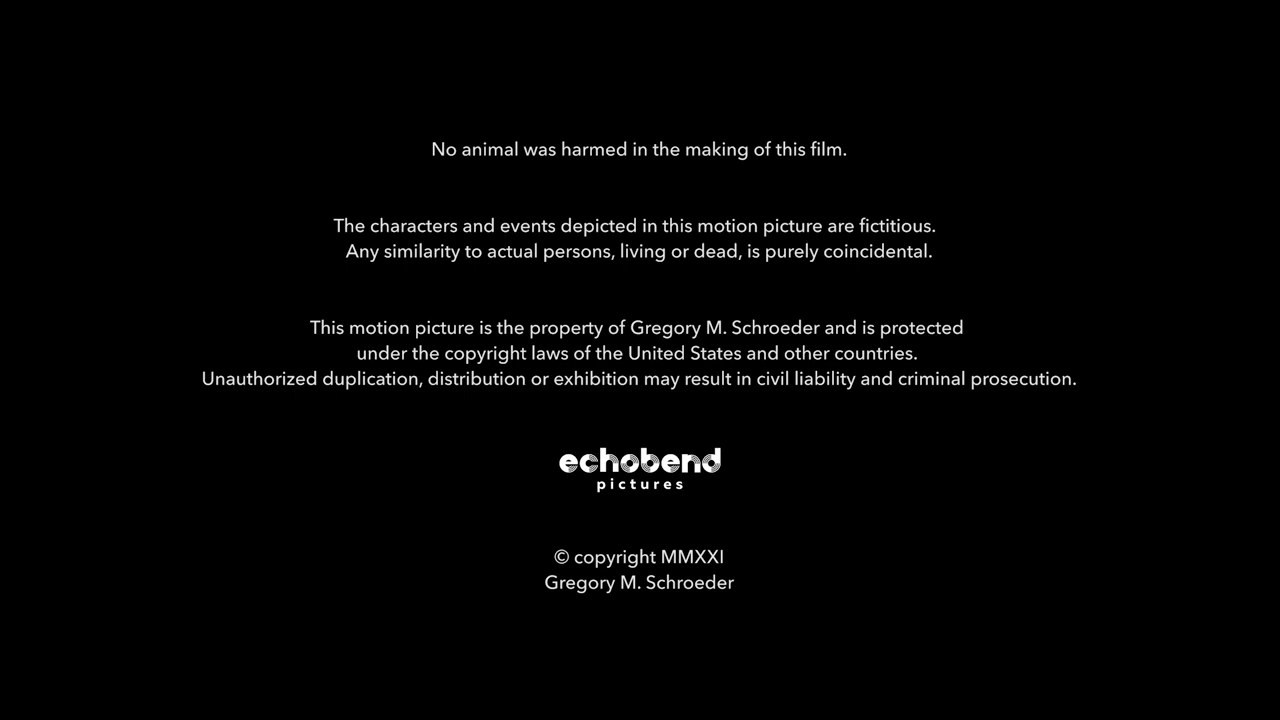 No animal was harmed in the making of this film.
The characters and events depicted in this motion picture are fictitious.
Any similarity to actual persons, living or dead, is purely coincidental.
This motion picture is the property of Gregory M. Schroeder and is protected
under the copyright laws of the United States and other countries.
Unauthorized duplication, distribution or exhibition may result in civil liability and criminal prosecution.
echobend
pictures
© copyright MMXXI
Gregory M. Schroeder